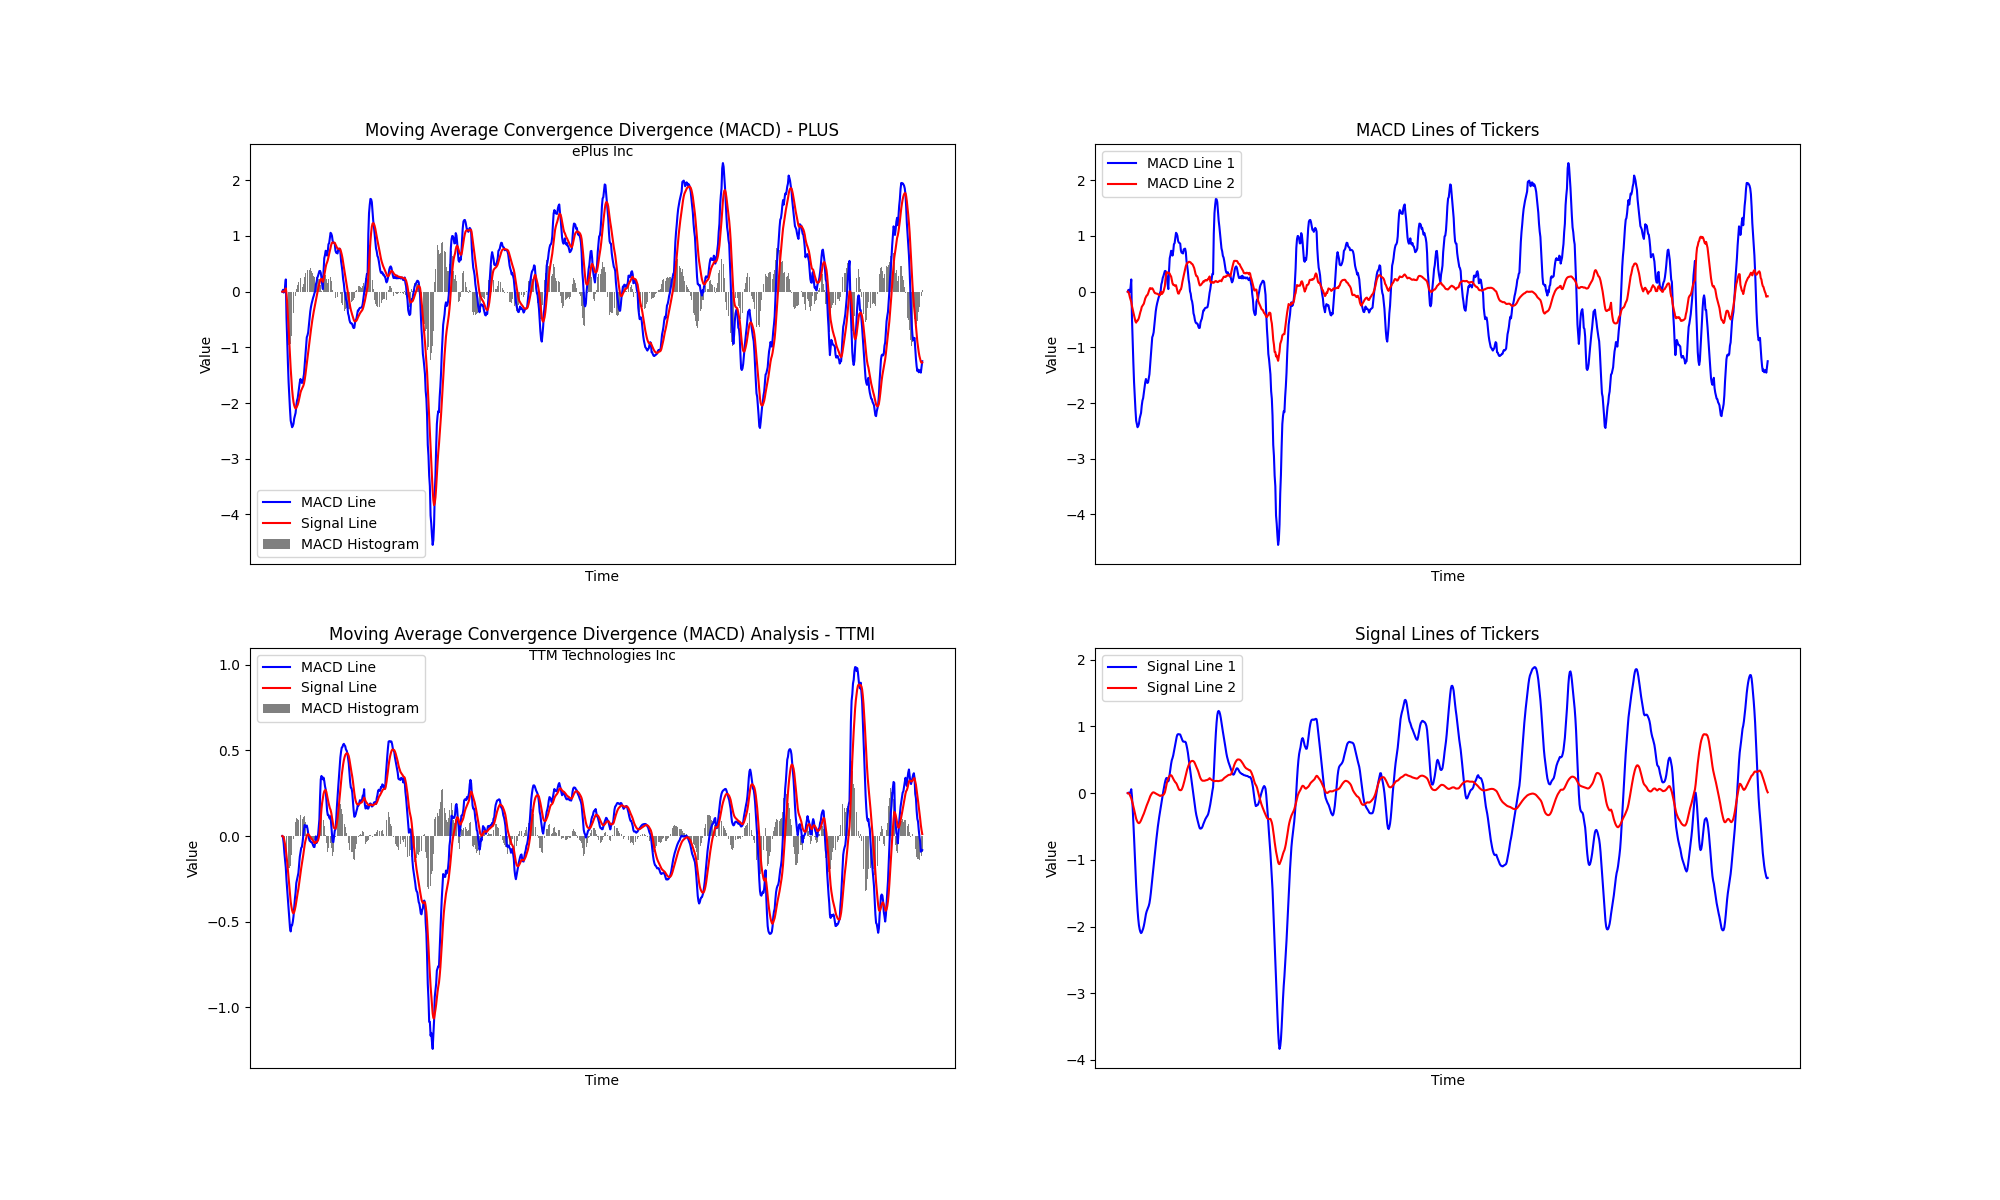 Moving Average Convergence Divergence (MACD) - PLUS
ePlus Inc
2
1
0
−1
−2
−3
−4
Value
MACD Line
Signal Line
MACD Histogram
Time
MACD Lines of Tickers
MACD Line 1
MACD Line 2
2
1
0
−1
−2
−3
−4
Value
Time
Moving Average Convergence Divergence (MACD) Analysis - TTMI
TTM Technologies Inc
MACD Line
Signal Line
MACD Histogram
1.0
0.5
0.0
−0.5
−1.0
Value
Time
Signal Lines of Tickers
Signal Line 1
Signal Line 2
2
1
0
−1
−2
−3
−4
Value
Time